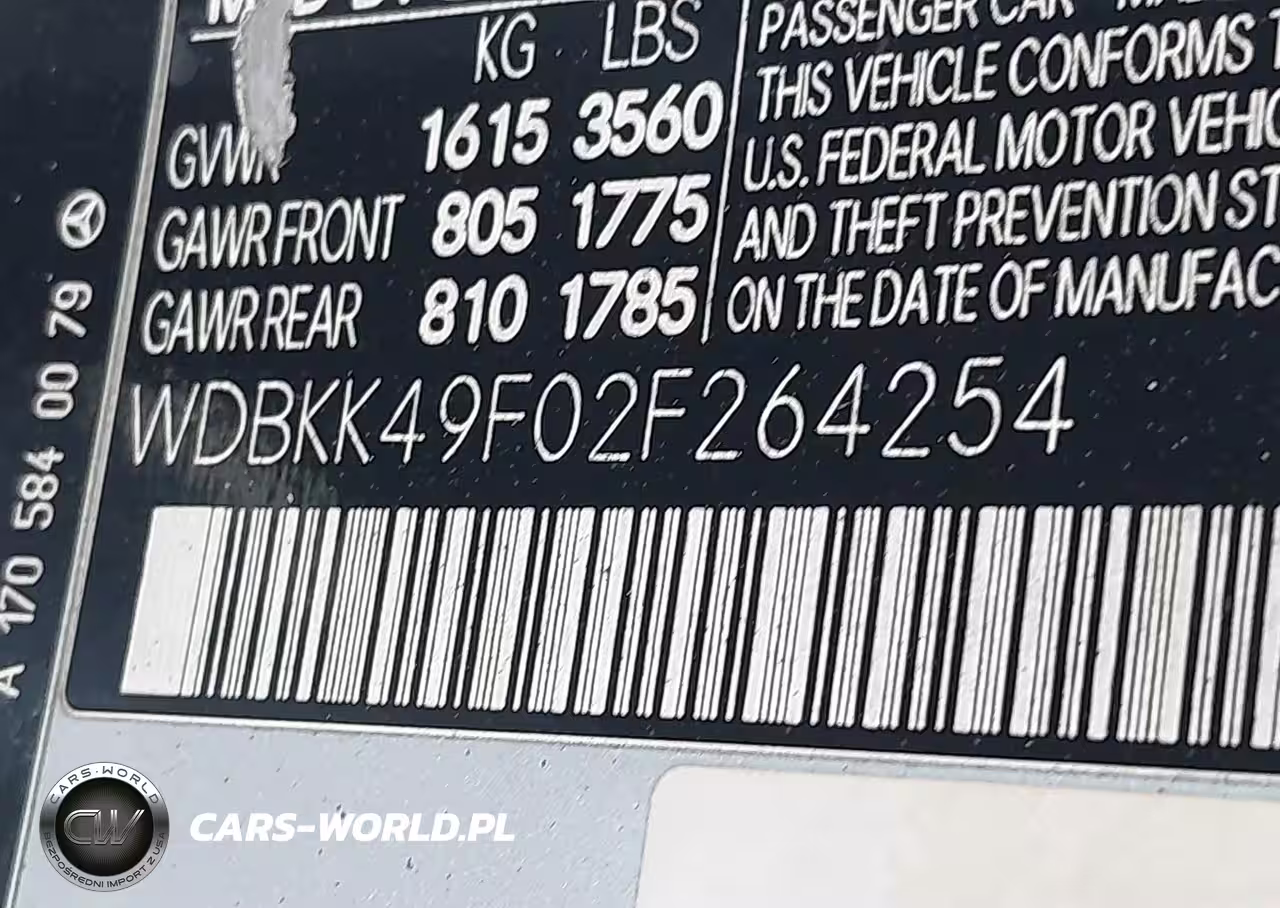 KG LBS
GVWR 1615 3560
GAWR FRONT 805 1775
GAWR REAR 810 1785
PASSENGER CAR
THIS VEHICLE CONFORMS
U.S. FEDERAL MOTOR
AND THEFT PREVENTION
ON THE DATE OF
WDBKK49F02F264254
A 170 584 00 79
CARS-WORLD
CW
BEZPOŚREDNI IMPORT Z USA
CARS-WORLD.PL